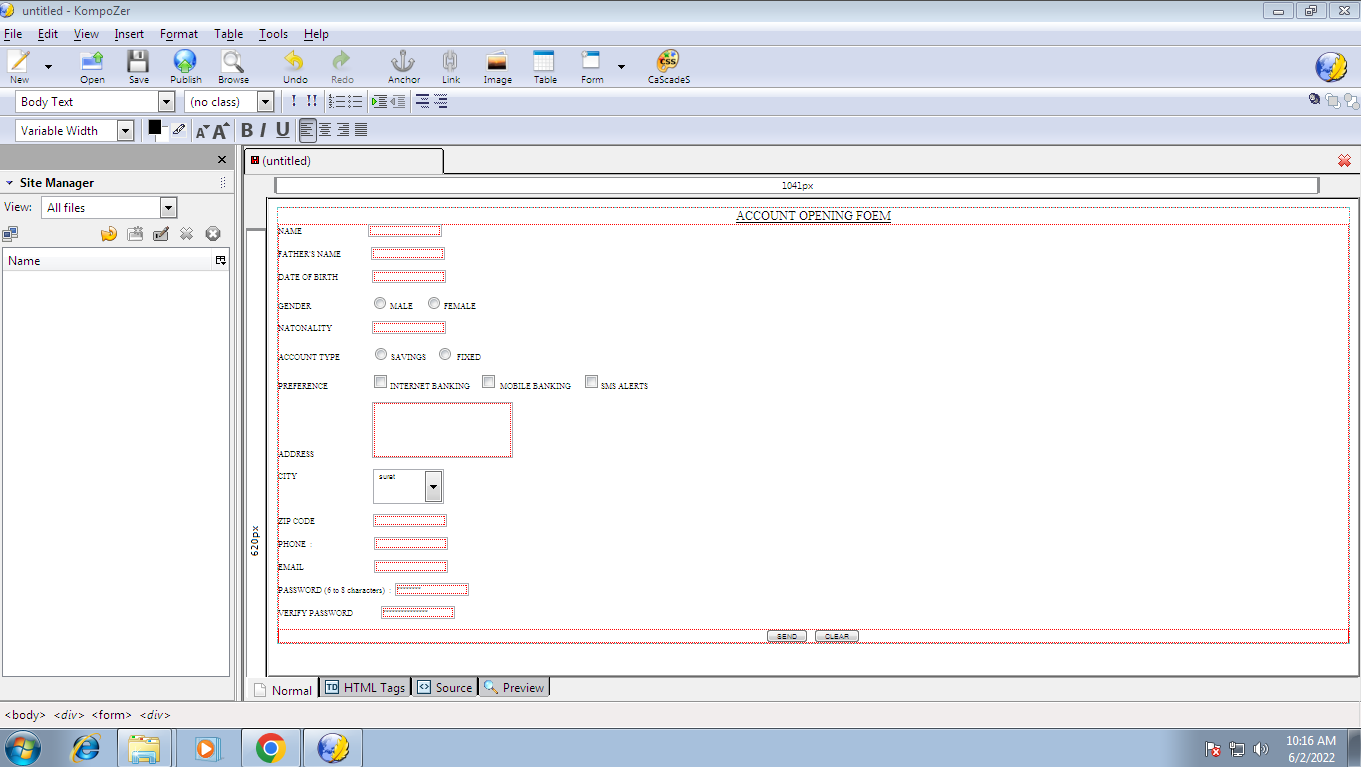 untitled - KompoZer
File Edit View Insert Format Table Tools Help
New Open Save Publish Browse Undo Redo Anchor Link Image Table Form CaScadeS
Body Text (no class) ! !!
Variable Width A A B I U
(untitled)
Site Manager
1041px
View: All files
Name
620px
ACCOUNT OPENING FOEM
NAME
FATHER'S NAME
DATE OF BIRTH
GENDER MALE FEMALE
NATONALITY
ACCOUNT TYPE SAVINGS FIXED
PREFERENCE INTERNET BANKING MOBILE BANKING SMS ALERTS
ADDRESS
CITY surat
ZIP CODE
PHONE :
EMAIL
PASSWORD (6 to 8 characters) :
VERIFY PASSWORD
SEND CLEAR
Normal TD HTML Tags <> Source Preview
<body> <div> <form> <div>
10:16 AM
6/2/2022